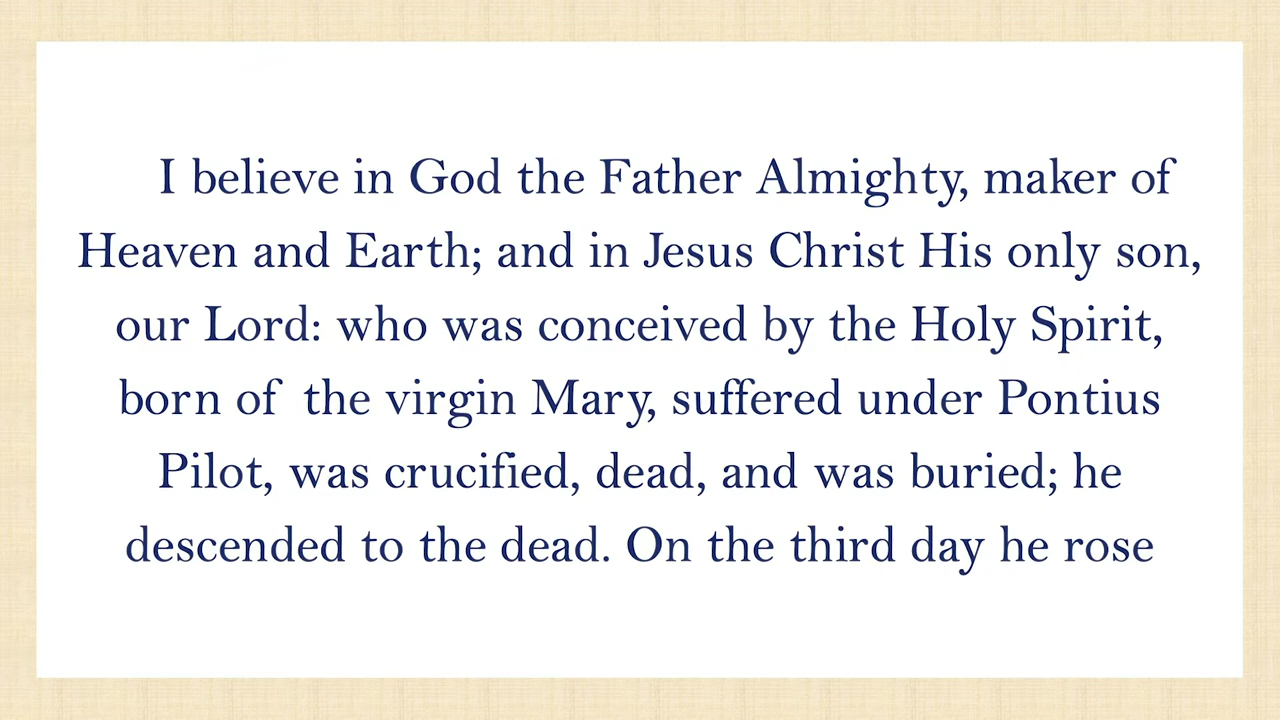 I believe in God the Father Almighty, maker of
Heaven and Earth; and in Jesus Christ His only son,
our Lord: who was conceived by the Holy Spirit,
born of the virgin Mary, suffered under Pontius
Pilot, was crucified, dead, and was buried; he
descended to the dead. On the third day he rose